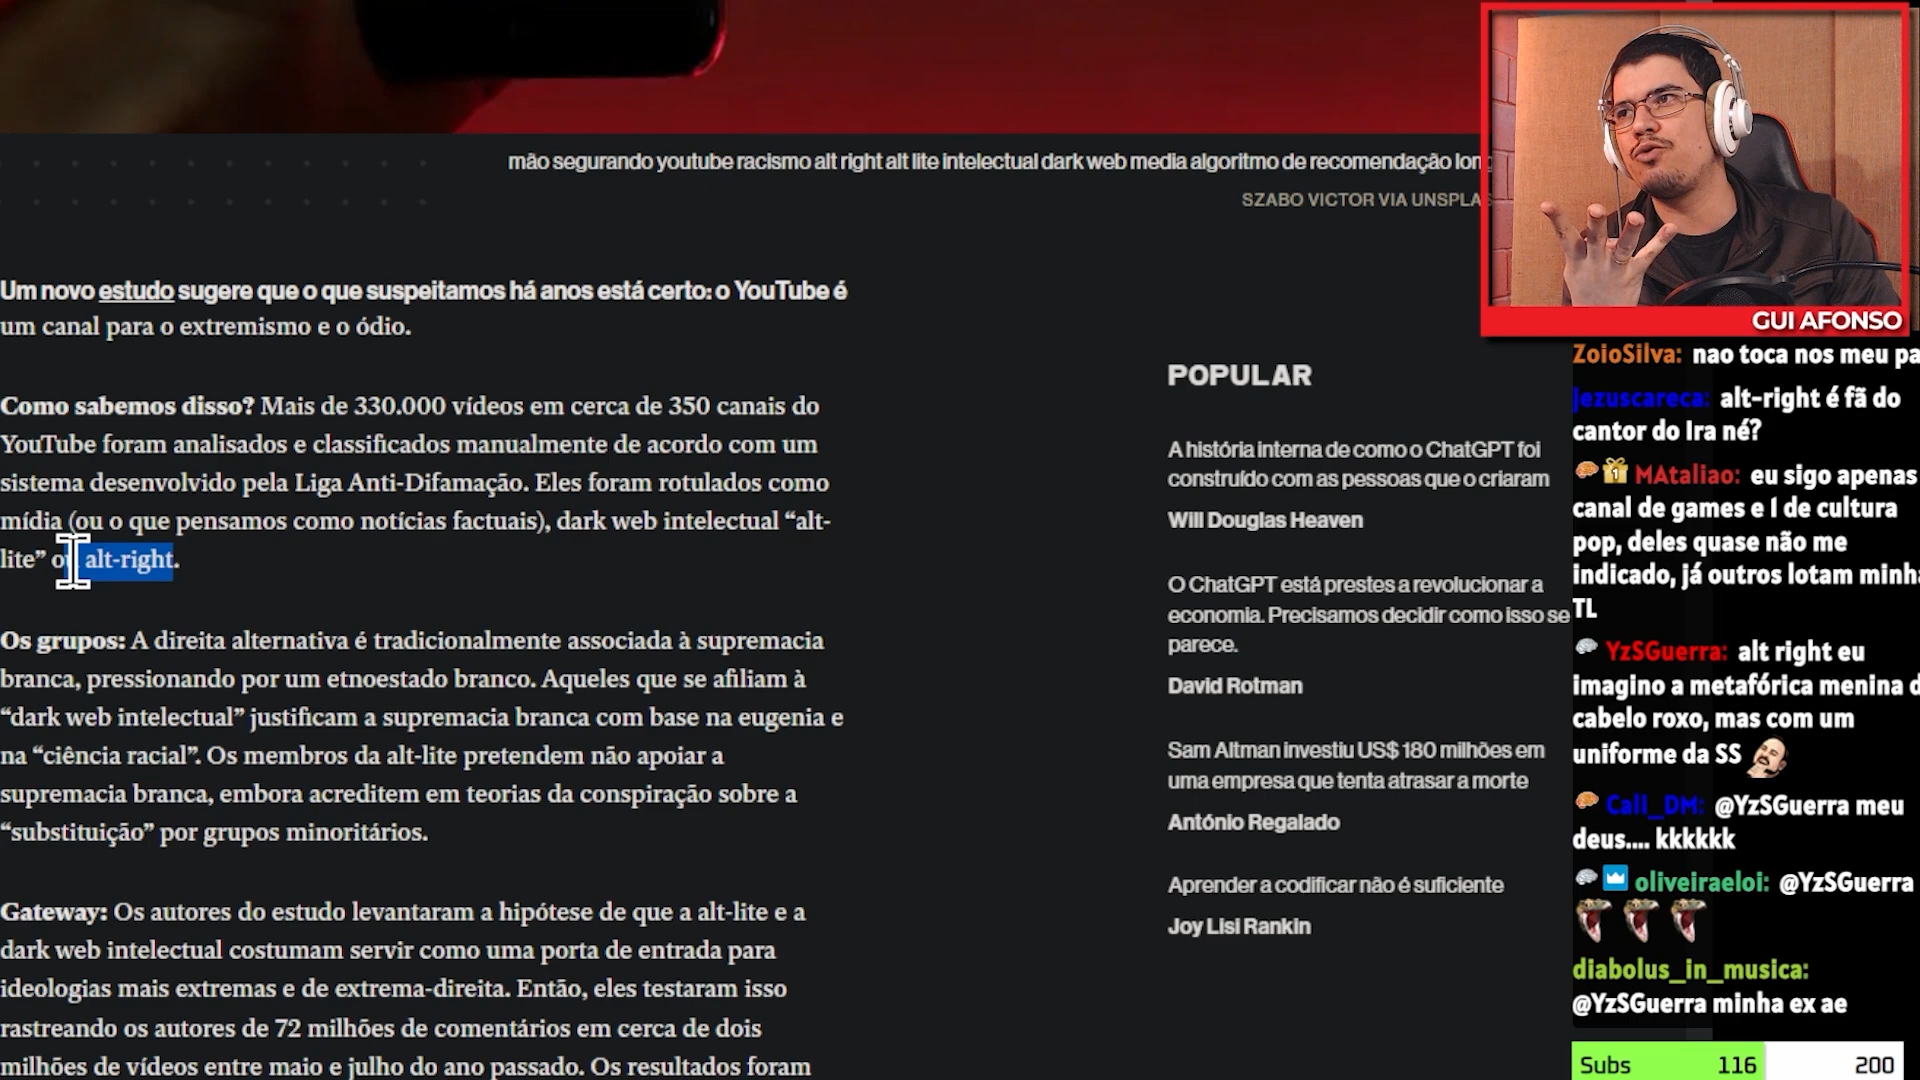 mão segurando youtube racismo alt right alt lite intelectual dark web media algoritmo de recomendação long
SZABO VICTOR VIA UNSPLAS
Um novo estudo sugere que o que suspeitamos há anos está certo: o YouTube é
um canal para o extremismo e o ódio.
Como sabemos disso? Mais de 330.000 vídeos em cerca de 350 canais do
YouTube foram analisados e classificados manualmente de acordo com um
sistema desenvolvido pela Liga Anti-Difamação. Eles foram rotulados como
mídia (ou o que pensamos como notícias factuais), dark web intelectual “alt-
lite” ou alt-right.
Os grupos: A direita alternativa é tradicionalmente associada à supremacia
branca, pressionando por um etnoestado branco. Aqueles que se afiliam à
“dark web intelectual” justificam a supremacia branca com base na eugenia e
na “ciência racial”. Os membros da alt-lite pretendem não apoiar a
supremacia branca, embora acreditem em teorias da conspiração sobre a
“substituição” por grupos minoritários.
Gateway: Os autores do estudo levantaram a hipótese de que a alt-lite e a
dark web intelectual costumam servir como uma porta de entrada para
ideologias mais extremas e de extrema-direita. Então, eles testaram isso
rastreando os autores de 72 milhões de comentários em cerca de dois
milhões de vídeos entre maio e julho do ano passado. Os resultados foram
POPULAR
A história interna de como o ChatGPT foi
construído com as pessoas que o criaram
Will Douglas Heaven
O ChatGPT está prestes a revolucionar a
economia. Precisamos decidir como isso se
parece.
David Rotman
Sam Altman investiu US$ 180 milhões em
uma empresa que tenta atrasar a morte
António Regalado
Aprender a codificar não é suficiente
Joy Lisi Rankin
GUI AFONSO
ZoioSilva: nao toca nos meu pa
jezuscareca: alt-right é fã do
cantor do Ira né?
MAtaliao: eu sigo apenas
canal de games e 1 de cultura
pop, deles quase não me
indicado, já outros lotam minha
TL
YzSGuerra: alt right eu
imagino a metafórica menina d
cabelo roxo, mas com um
uniforme da SS
Call_DM: @YzSGuerra meu
deus.... kkkkkk
oliveiraeloi: @YzSGuerra
diabolus_in_musica:
@YzSGuerra minha ex ae
Subs 116 200